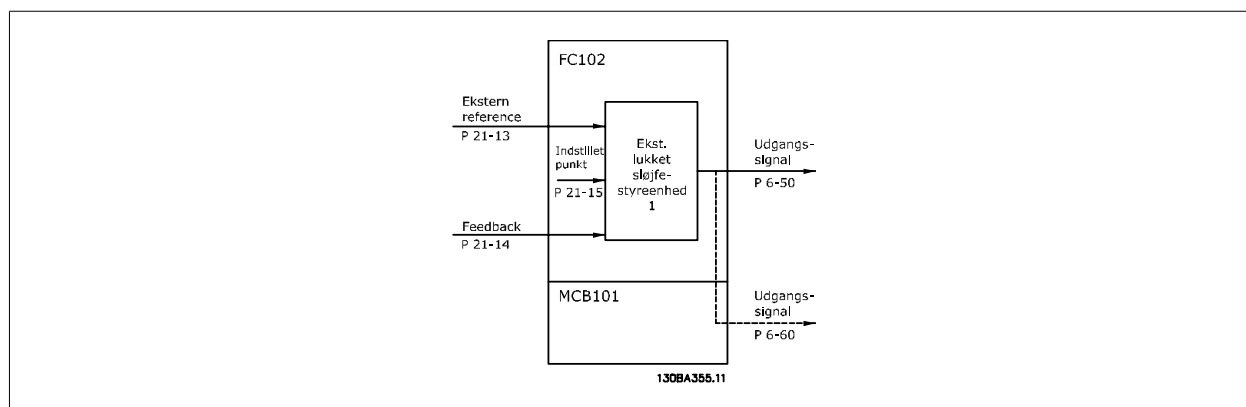 FC102
Ekstern
reference
P 21-13
Indstillet
punkt
P 21-15
Feedback
P 21-14
Ekst.
lukket
sløjfe-
styreenhed
1
Udgangs-
signal
P 6-50
MCB101
Udgangs-
signal
P 6-60
130BA355.11